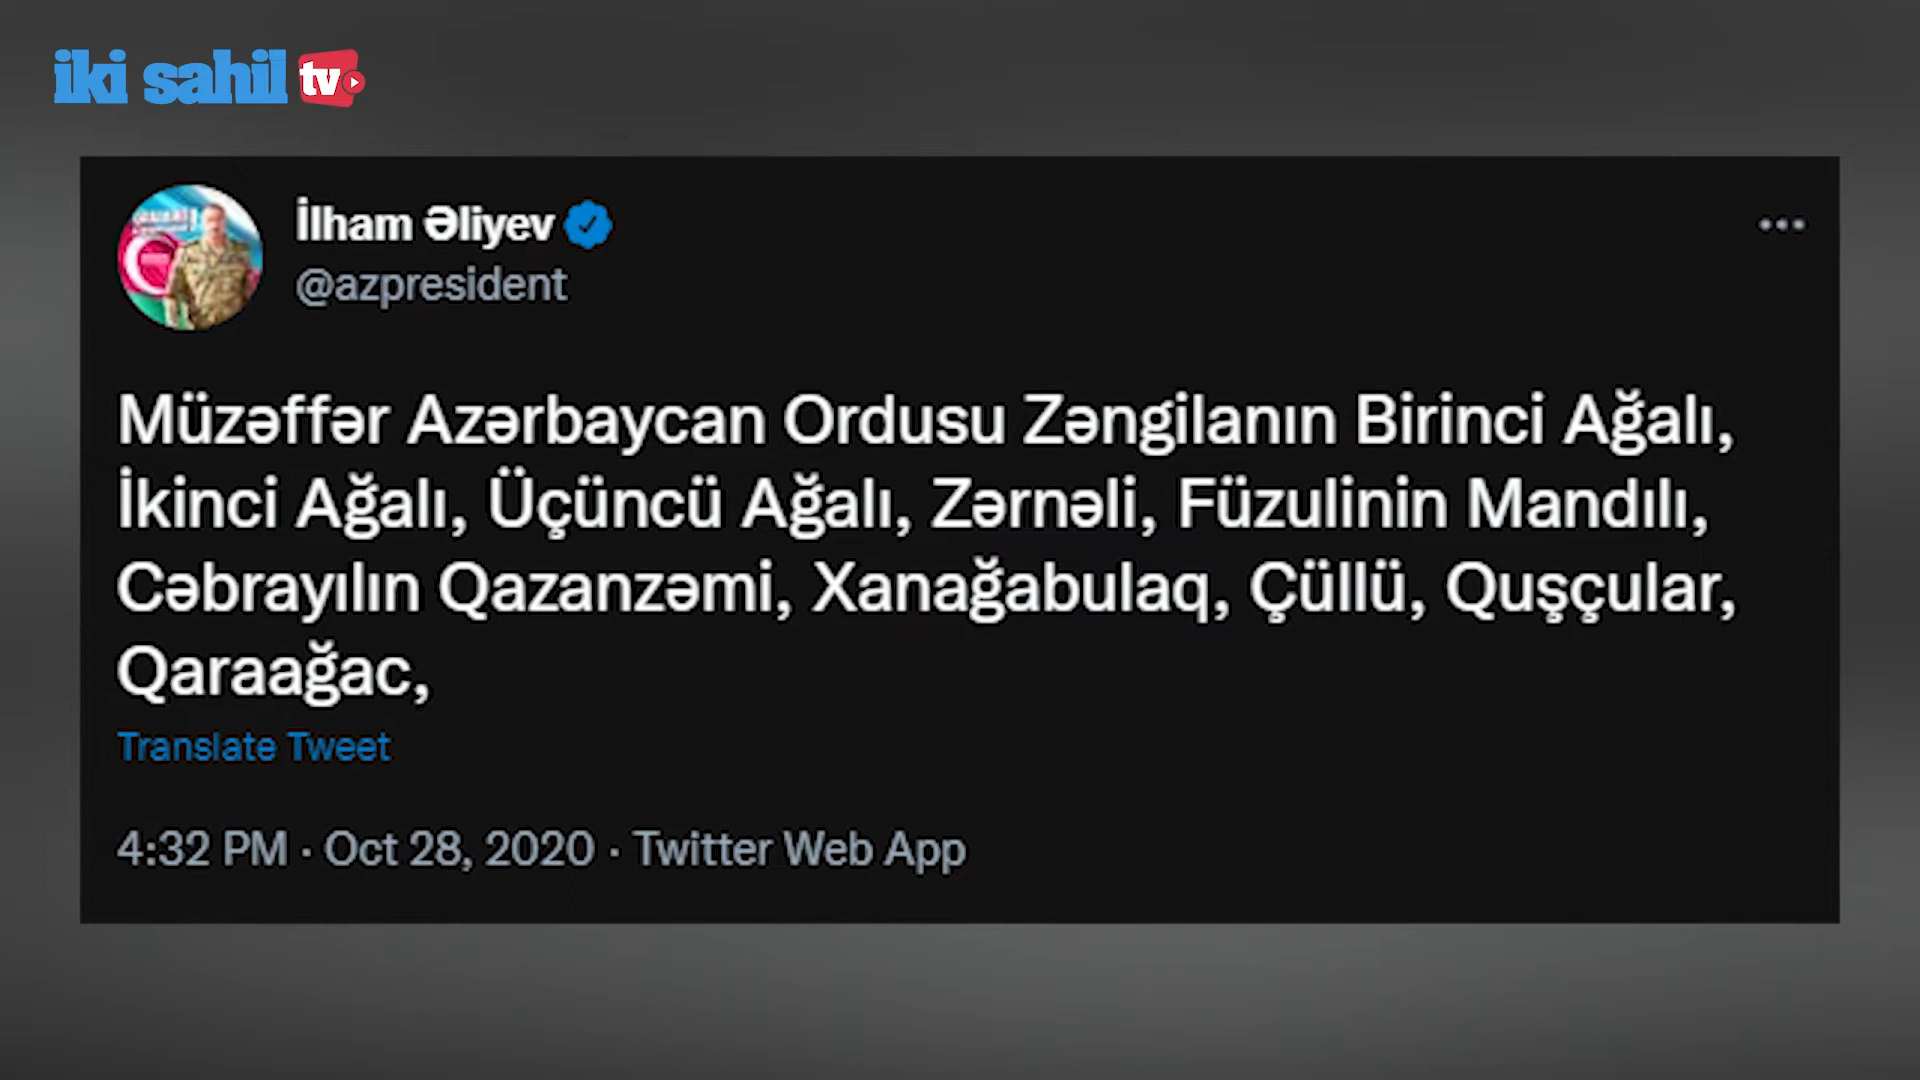 iki sahil tv
İlham Əliyev
@azpresident
Müzəffər Azərbaycan Ordusu Zəngilanın Birinci Ağalı,
İkinci Ağalı, Üçüncü Ağalı, Zərnəli, Füzulinin Mandılı,
Cəbrayılın Qazanzəmi, Xanağabulaq, Çüllü, Quşçular,
Qaraağac,
Translate Tweet
4:32 PM · Oct 28, 2020 · Twitter Web App